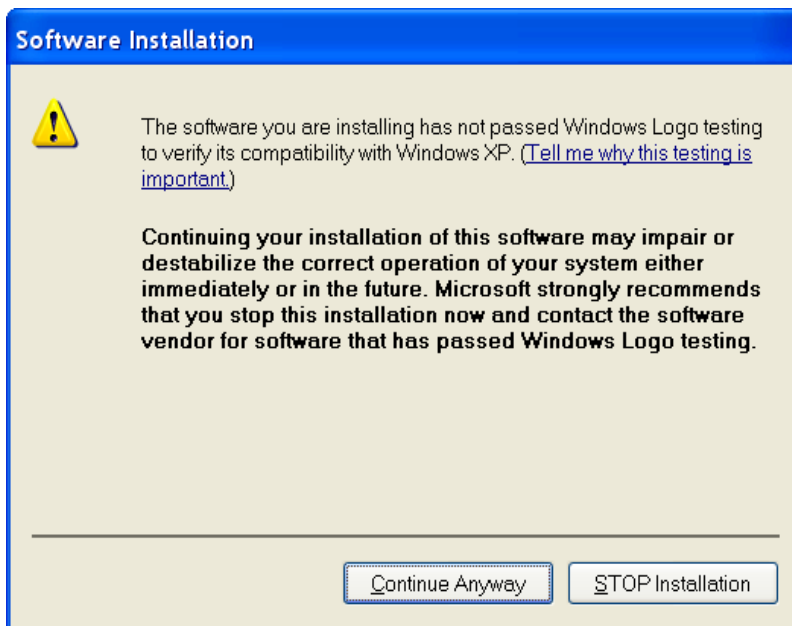 Software Installation
The software you are installing has not passed Windows Logo testing
to verify its compatibility with Windows XP. (Tell me why this testing is
important.)
Continuing your installation of this software may impair or
destabilize the correct operation of your system either
immediately or in the future. Microsoft strongly recommends
that you stop this installation now and contact the software
vendor for software that has passed Windows Logo testing.
Continue Anyway
STOP Installation